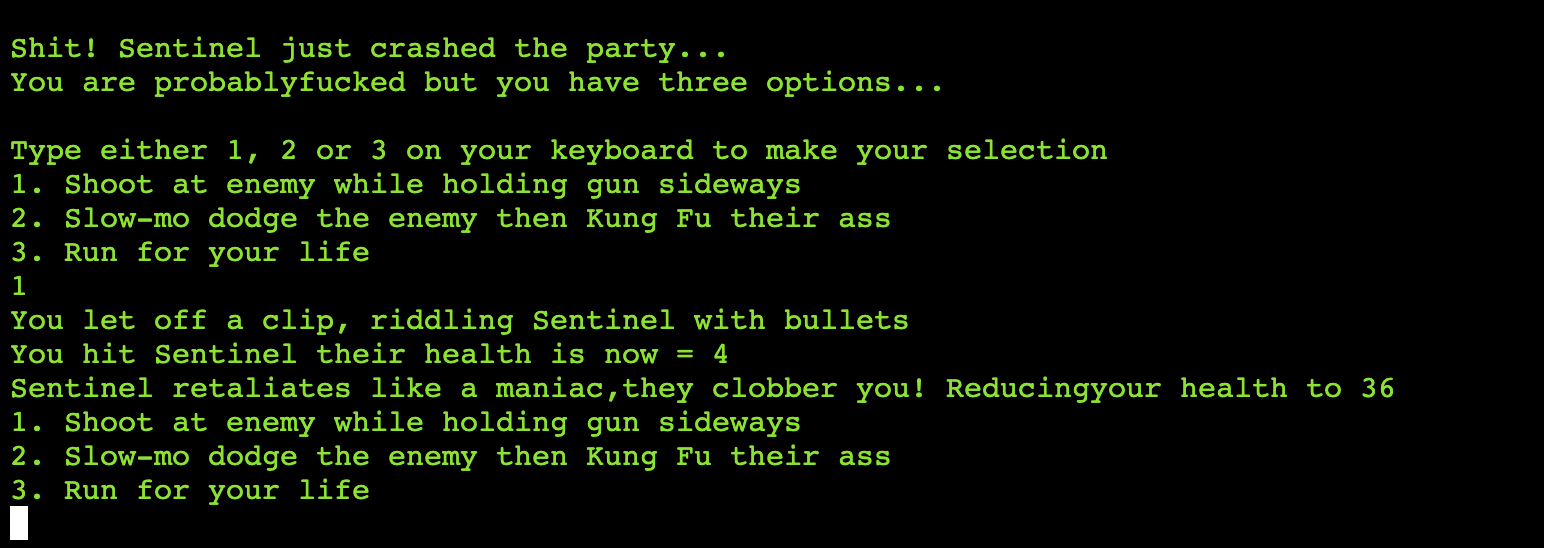 Shit! Sentinel just crashed the party...
You are probablyfucked but you have three options...
Type either 1, 2 or 3 on your keyboard to make your selection
1. Shoot at enemy while holding gun sideways
2. Slow-mo dodge the enemy then Kung Fu their ass
3. Run for your life
1
You let off a clip, riddling Sentinel with bullets
You hit Sentinel their health is now = 4
Sentinel retaliates like a maniac,they clobber you! Reducingyour health to 36
1. Shoot at enemy while holding gun sideways
2. Slow-mo dodge the enemy then Kung Fu their ass
3. Run for your life